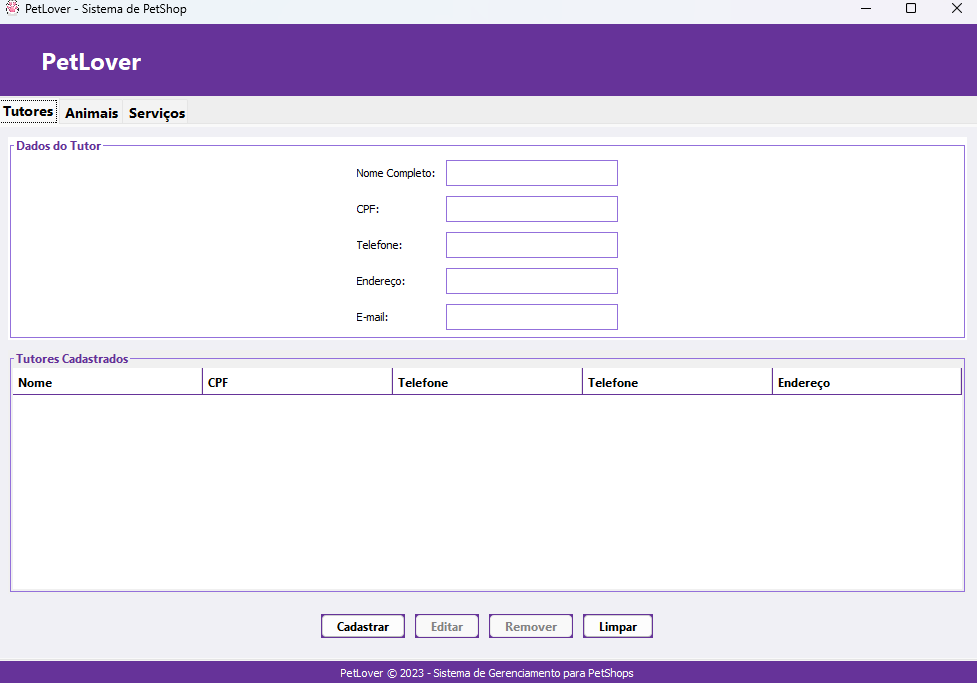 PetLover - Sistema de PetShop
PetLover
Tutores Animais Serviços
Dados do Tutor
Nome Completo:
CPF:
Telefone:
Endereço:
E-mail:
Tutores Cadastrados
Nome CPF Telefone Telefone Endereço
Cadastrar Editar Remover Limpar
PetLover © 2023 - Sistema de Gerenciamento para PetShops